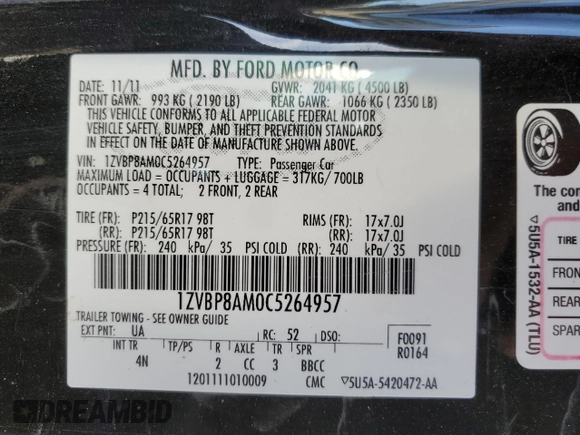 MFD. BY FORD MOTOR CO.
DATE: 11/11 GVWR: 2041 KG ( 4500 LB)
FRONT GAWR: 993 KG ( 2190 LB) REAR GAWR: 1066 KG ( 2350 LB)
THIS VEHICLE CONFORMS TO ALL APPLICABLE FEDERAL MOTOR
VEHICLE SAFETY, BUMPER, AND THEFT PREVENTION STANDARDS
IN EFFECT ON THE DATE OF MANUFACTURE SHOWN ABOVE.
VIN: 1ZVBP8AM0C5264957 TYPE: Passenger Car
MAXIMUM LOAD = OCCUPANTS + LUGGAGE = 317KG/ 700LB
OCCUPANTS = 4 TOTAL; 2 FRONT, 2 REAR
TIRE (FR): P215/65R17 98T RIMS (FR): 17x7.0J
(RR): P215/65R17 98T (RR): 17x7.0J
PRESSURE (FR): 240 kPa/ 35 PSI COLD (RR): 240 kPa/ 35 PSI COLD
1ZVBP8AM0C5264957
TRAILER TOWING - SEE OWNER GUIDE
EXT PNT: UA RC: 52 DSO: F0091
INT TR TP/PS R AXLE TR SPR R0164
4N 2 CC 3 BBCC
1201111010009 CMC ▽5U5A-5420472-AA
The con
and
TIRE
FRON
REAR
SPAR
▽5U5A-1532-AA (TLU)
DREAMBID